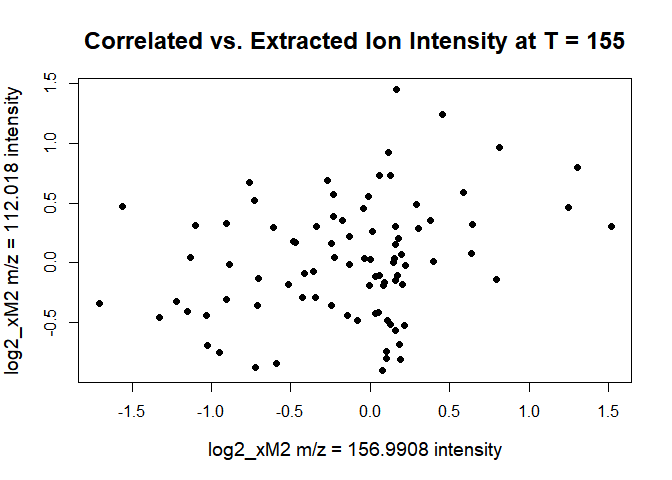 Correlated vs. Extracted Ion Intensity at T = 155
log2_xM2 m/z = 112.018 intensity
1.5
1.0
0.5
0.0
-0.5
-1.5 -1.0 -0.5 0.0 0.5 1.0 1.5
log2_xM2 m/z = 156.9908 intensity